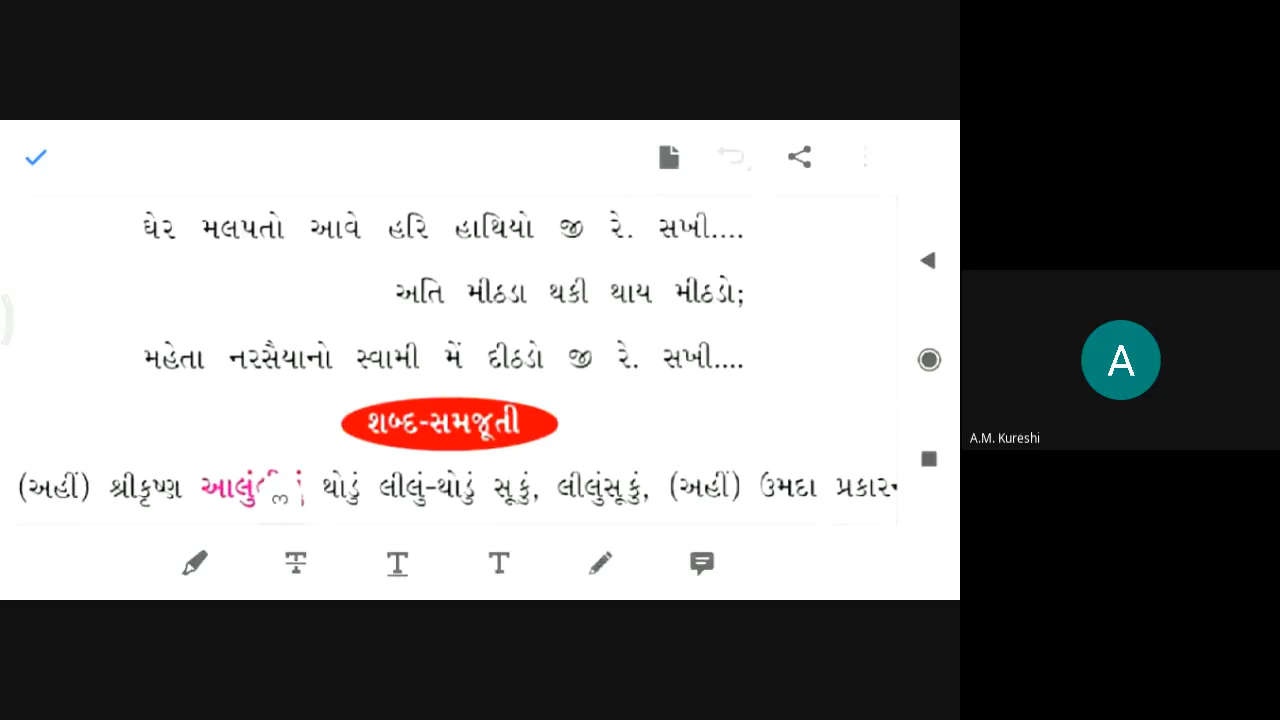 ઘેર મલપતો આવે હરિ હાથિયો જી રે. સખી....
અતિ મીઠડા થકી થાય મીઠડો;
મહેતા નરસૈયાનો સ્વામી મેં દીઠડો જી રે. સખી....
શબ્દ-સમજૂતી
(અહીં) શ્રીકૃષ્ણ થોડું લીલું-થોડું સૂકું, લીલુંસૂકું, (અહીં) ઉમદા
A
A.M. Kureshi